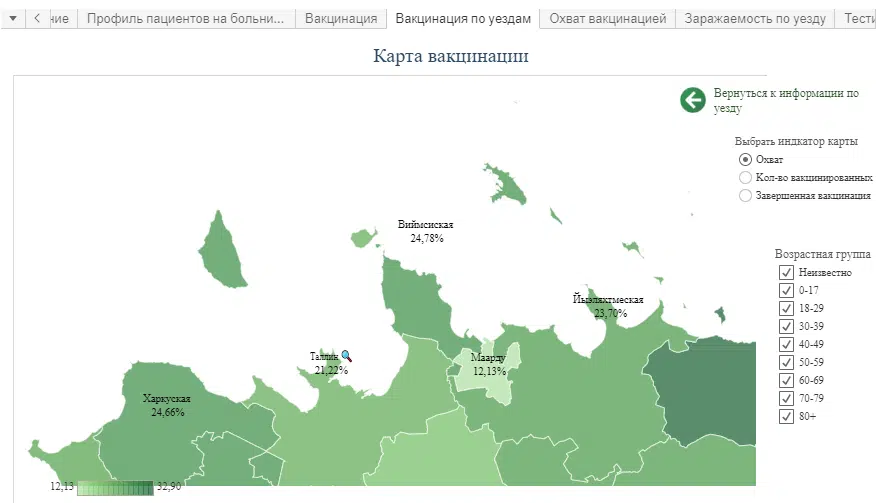 ние Профиль пациентов на больни... Вакцинация Вакцинация по уездам Охват вакцинацией Заражаемость по уезду Тести
Карта вакцинации
Вернуться к информации по
уезду
Выбрать индкатор карты
Охват
Кол-во вакцинированных
Завершенная вакцинация
Виймсиская
24,78%
Возрастная группа
Неизвестно
0-17
18-29
30-39
40-49
50-59
60-69
70-79
80+
Йыэляхтмеская
23,70%
Таллин
21,22%
Маарду
12,13%
Харкуская
24,66%
12,13 32,90